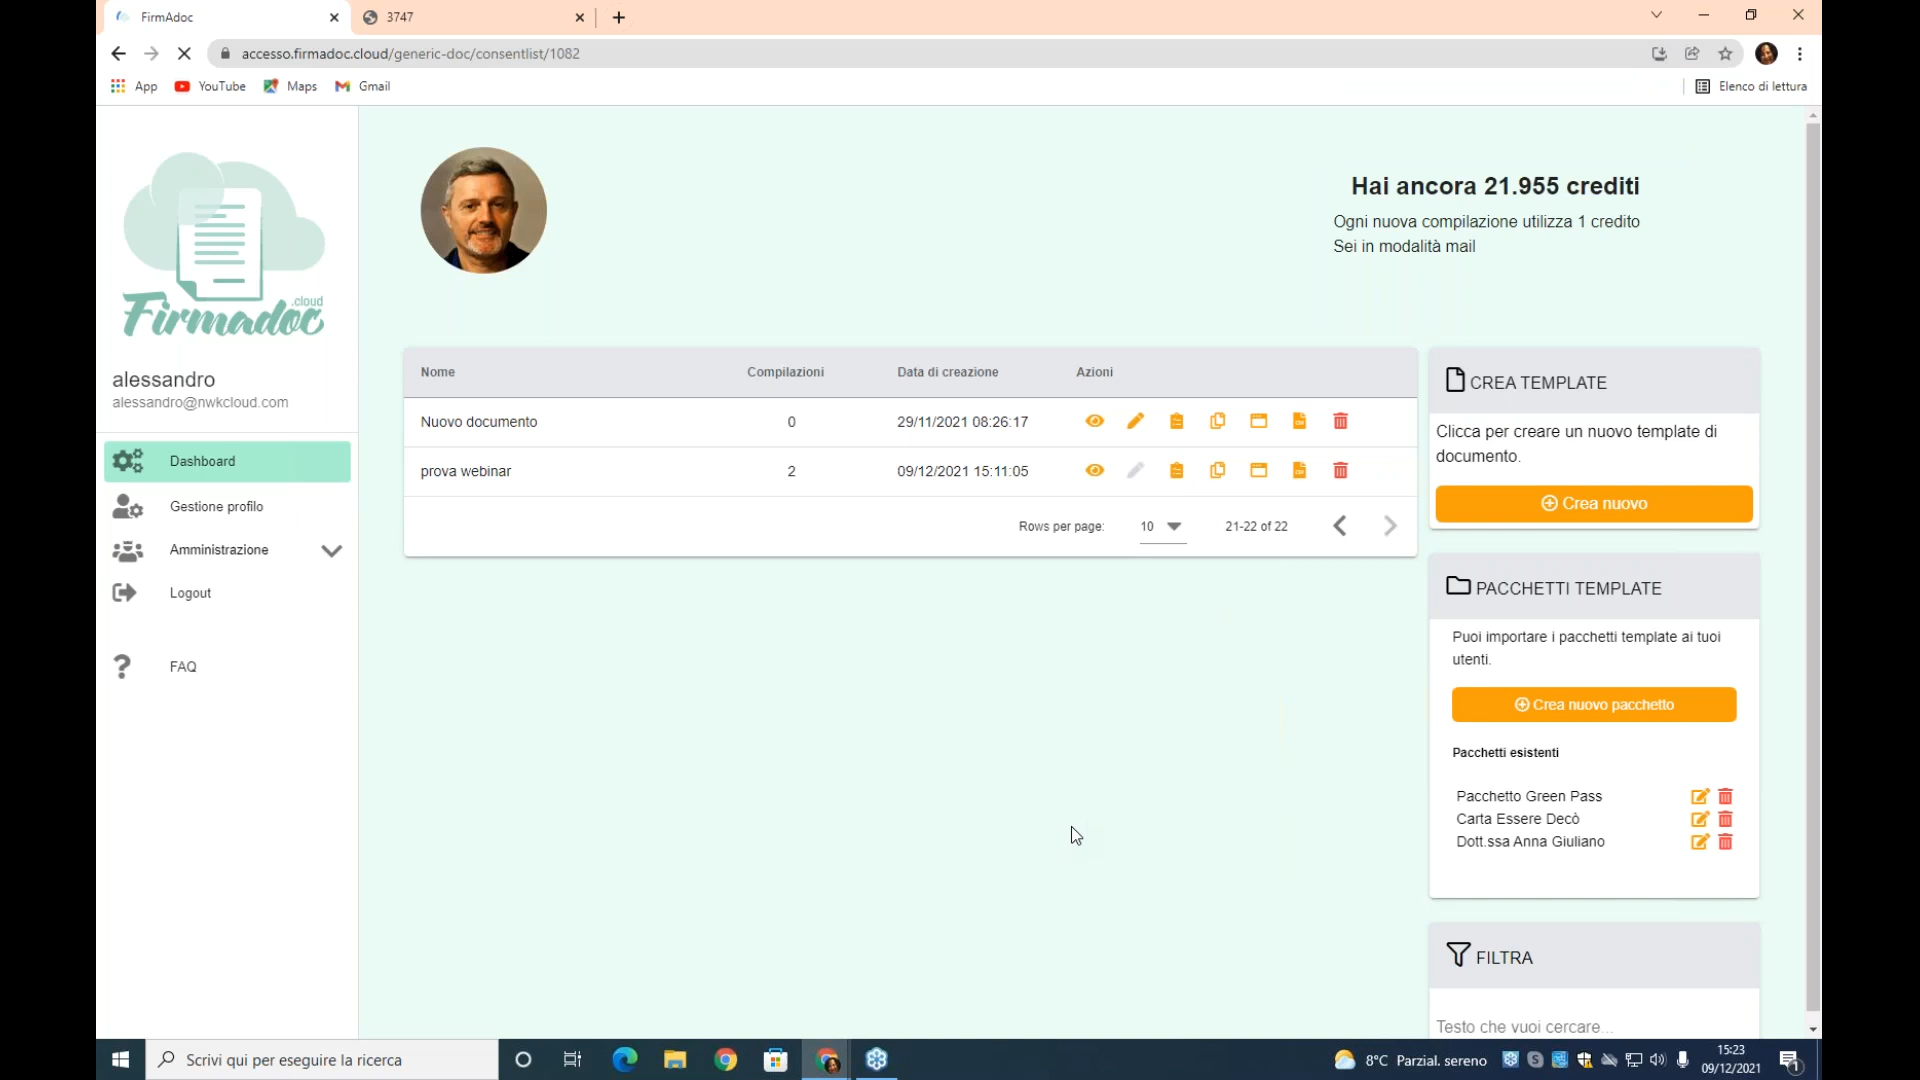 FirmAdoc
3747
accesso.firmadoc.cloud/generic-doc/consentlist/1082
App YouTube Maps Gmail Elenco di lettura
.cloud
Firmadoc
alessandro
alessandro@nwkcloud.com
Dashboard
Gestione profilo
Amministrazione
Logout
FAQ
Hai ancora 21.955 crediti
Ogni nuova compilazione utilizza 1 credito
Sei in modalità mail
Nome Compilazioni Data di creazione Azioni
Nuovo documento 0 29/11/2021 08:26:17
prova webinar 2 09/12/2021 15:11:05
Rows per page: 10 21-22 of 22
CREA TEMPLATE
Clicca per creare un nuovo template di
documento.
Crea nuovo
PACCHETTI TEMPLATE
Puoi importare i pacchetti template ai tuoi
utenti.
Crea nuovo pacchetto
Pacchetti esistenti
Pacchetto Green Pass
Carta Essere Decò
Dott.ssa Anna Giuliano
FILTRA
Testo che vuoi cercare...
Scrivi qui per eseguire la ricerca
8°C Parzial. sereno
15:23
09/12/2021
1